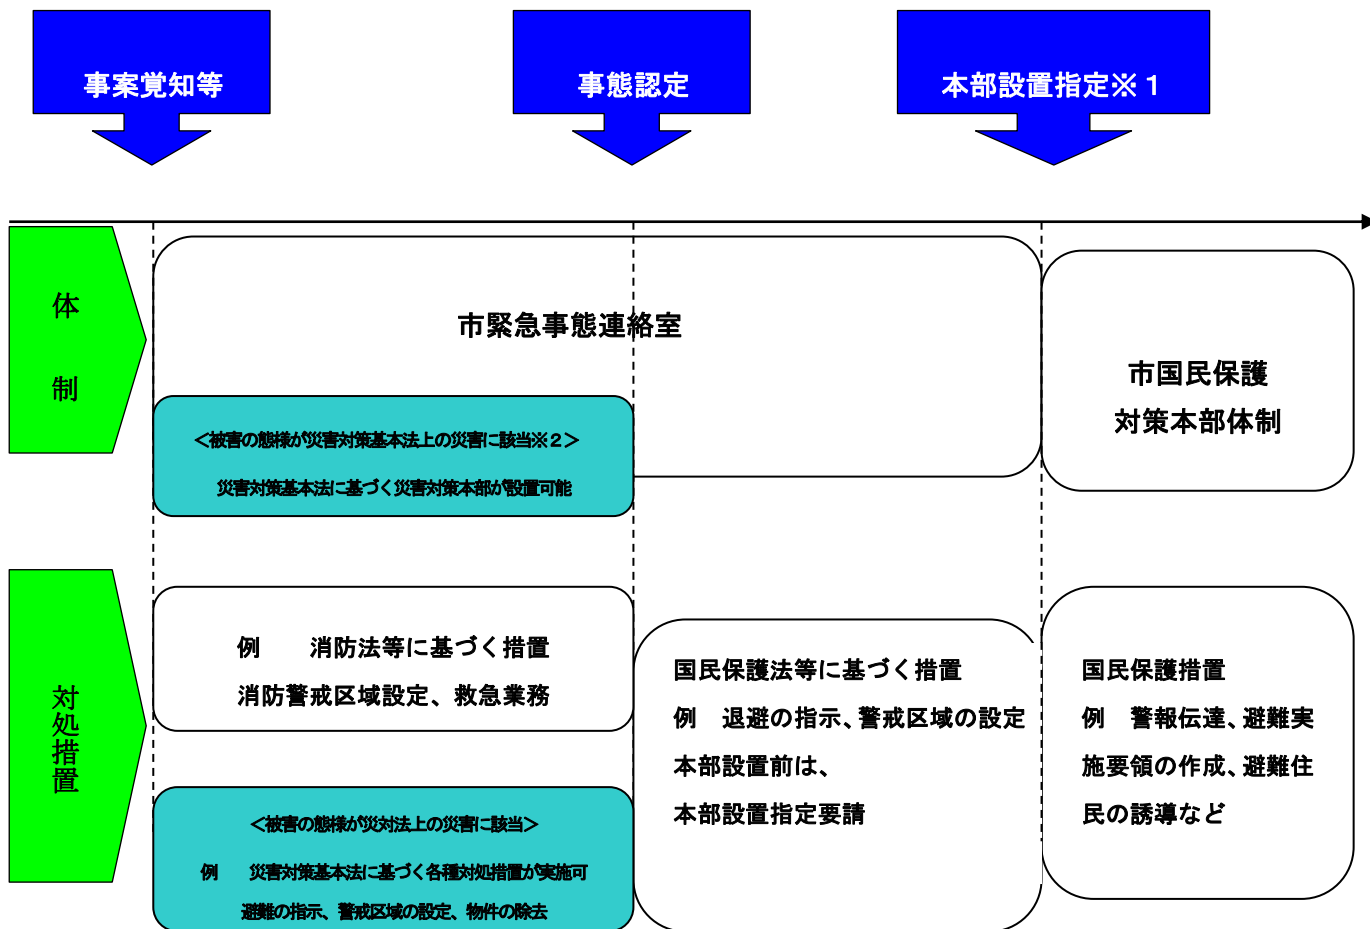 事案覚知等
事態認定
本部設置指定※１
体
制
市緊急事態連絡室
＜被害の態様が災害対策基本法上の災害に該当※２＞
災害対策基本法に基づく災害対策本部が設置可能
市国民保護
対策本部体制
対処措置
例　　消防法等に基づく措置
消防警戒区域設定、救急業務
＜被害の態様が災対法上の災害に該当＞
例　　災害対策基本法に基づく各種対処措置が実施可
避難の指示、警戒区域の設定、物件の除去
国民保護法等に基づく措置
例　退避の指示、警戒区域の設定
本部設置前は、
本部設置指定要請
国民保護措置
例　警報伝達、避難実
施要領の作成、避難住
民の誘導など